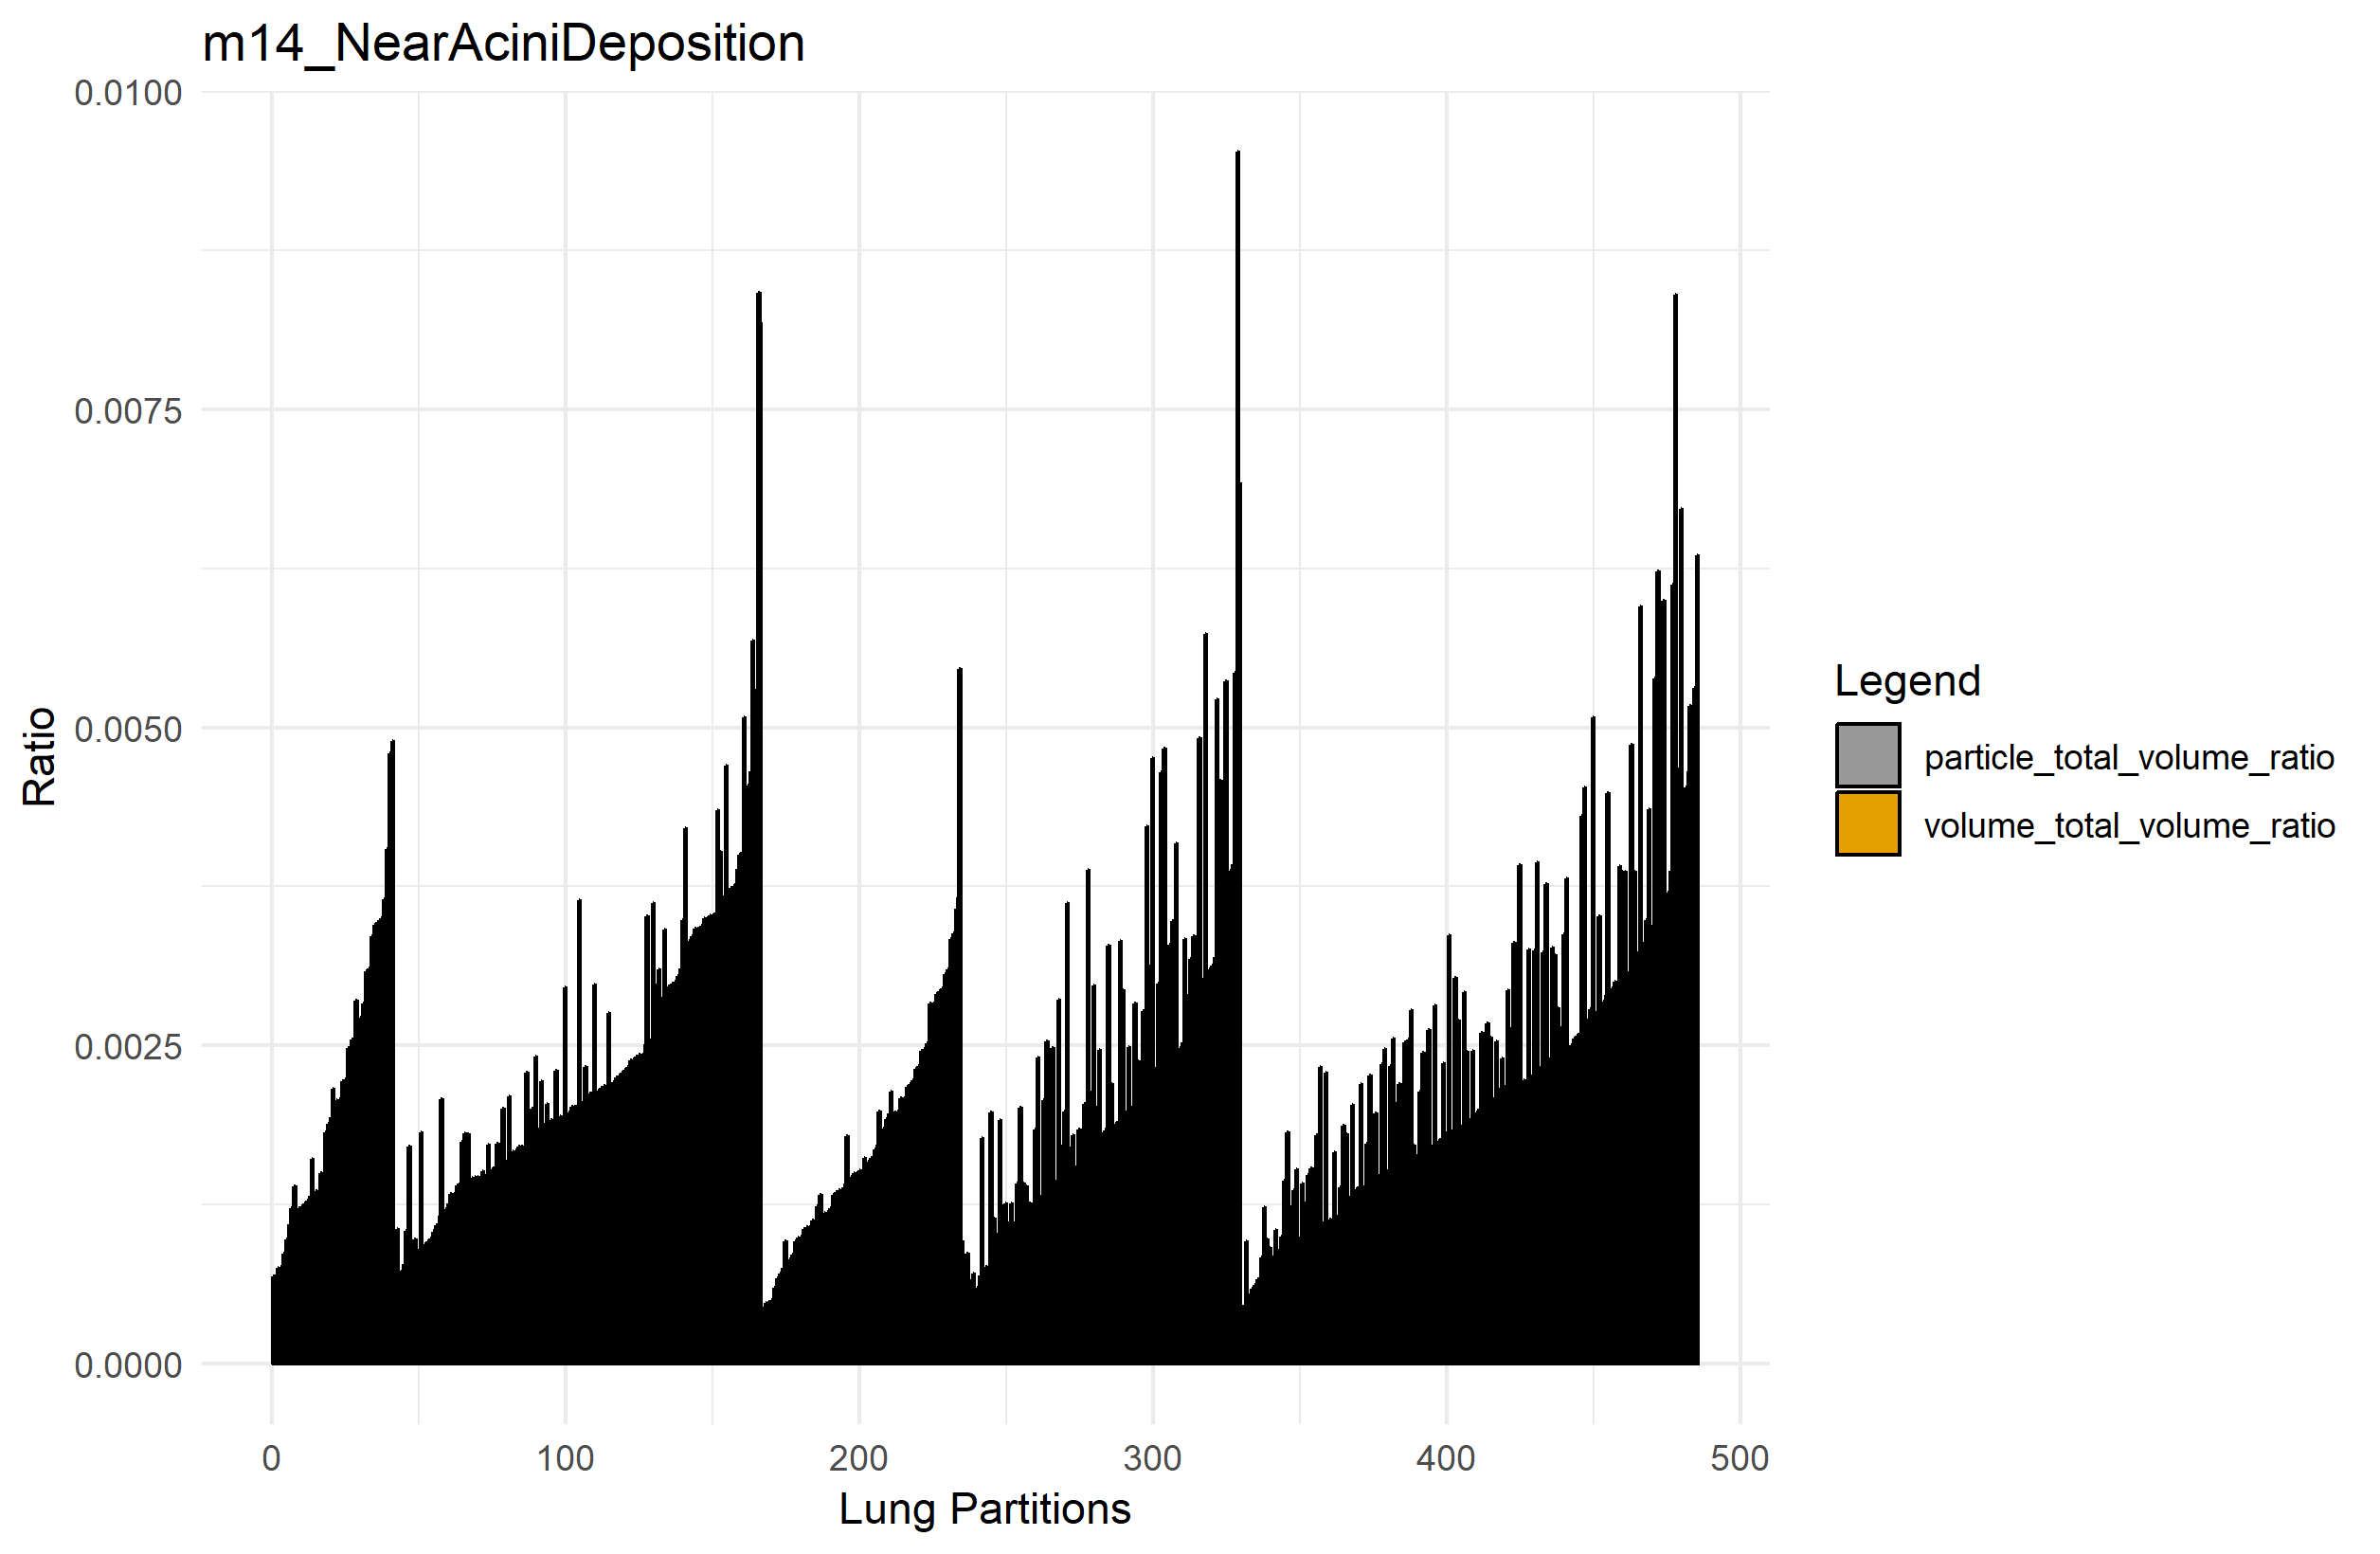 m14_NearAciniDeposition
0.0100
0.0075
0.0050
0.0025
0.0000
Ratio
0 100 200 300 400 500
Lung Partitions
Legend
particle_total_volume_ratio
volume_total_volume_ratio